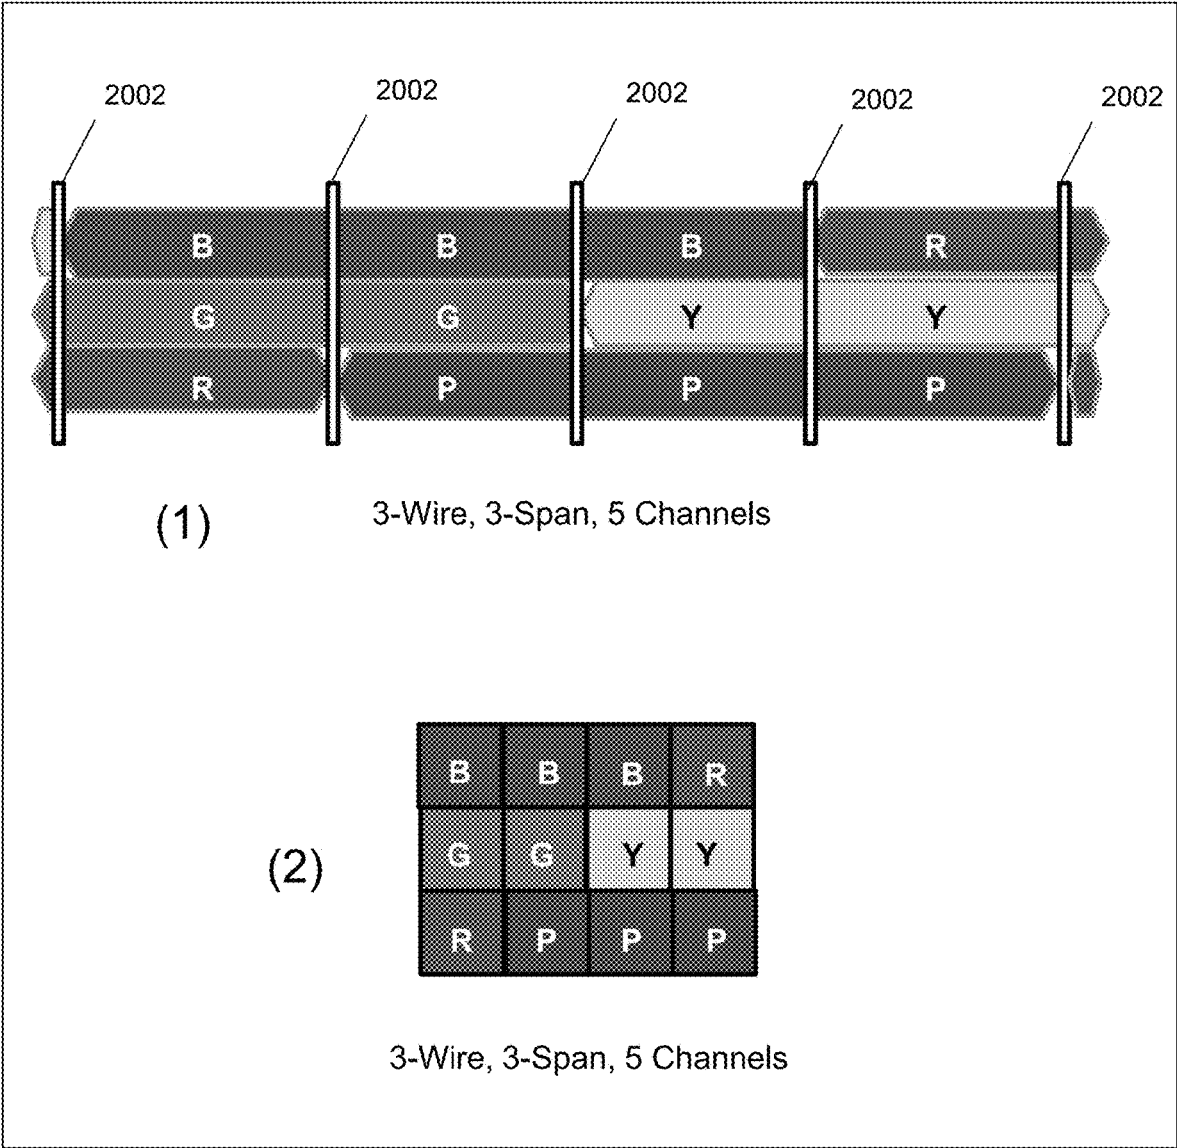 2002 2002 2002 2002 2002
B B B R
G G Y Y
R P P P
(1) 3-Wire, 3-Span, 5 Channels
B B B R
(2) G G Y Y
R P P P
3-Wire, 3-Span, 5 Channels